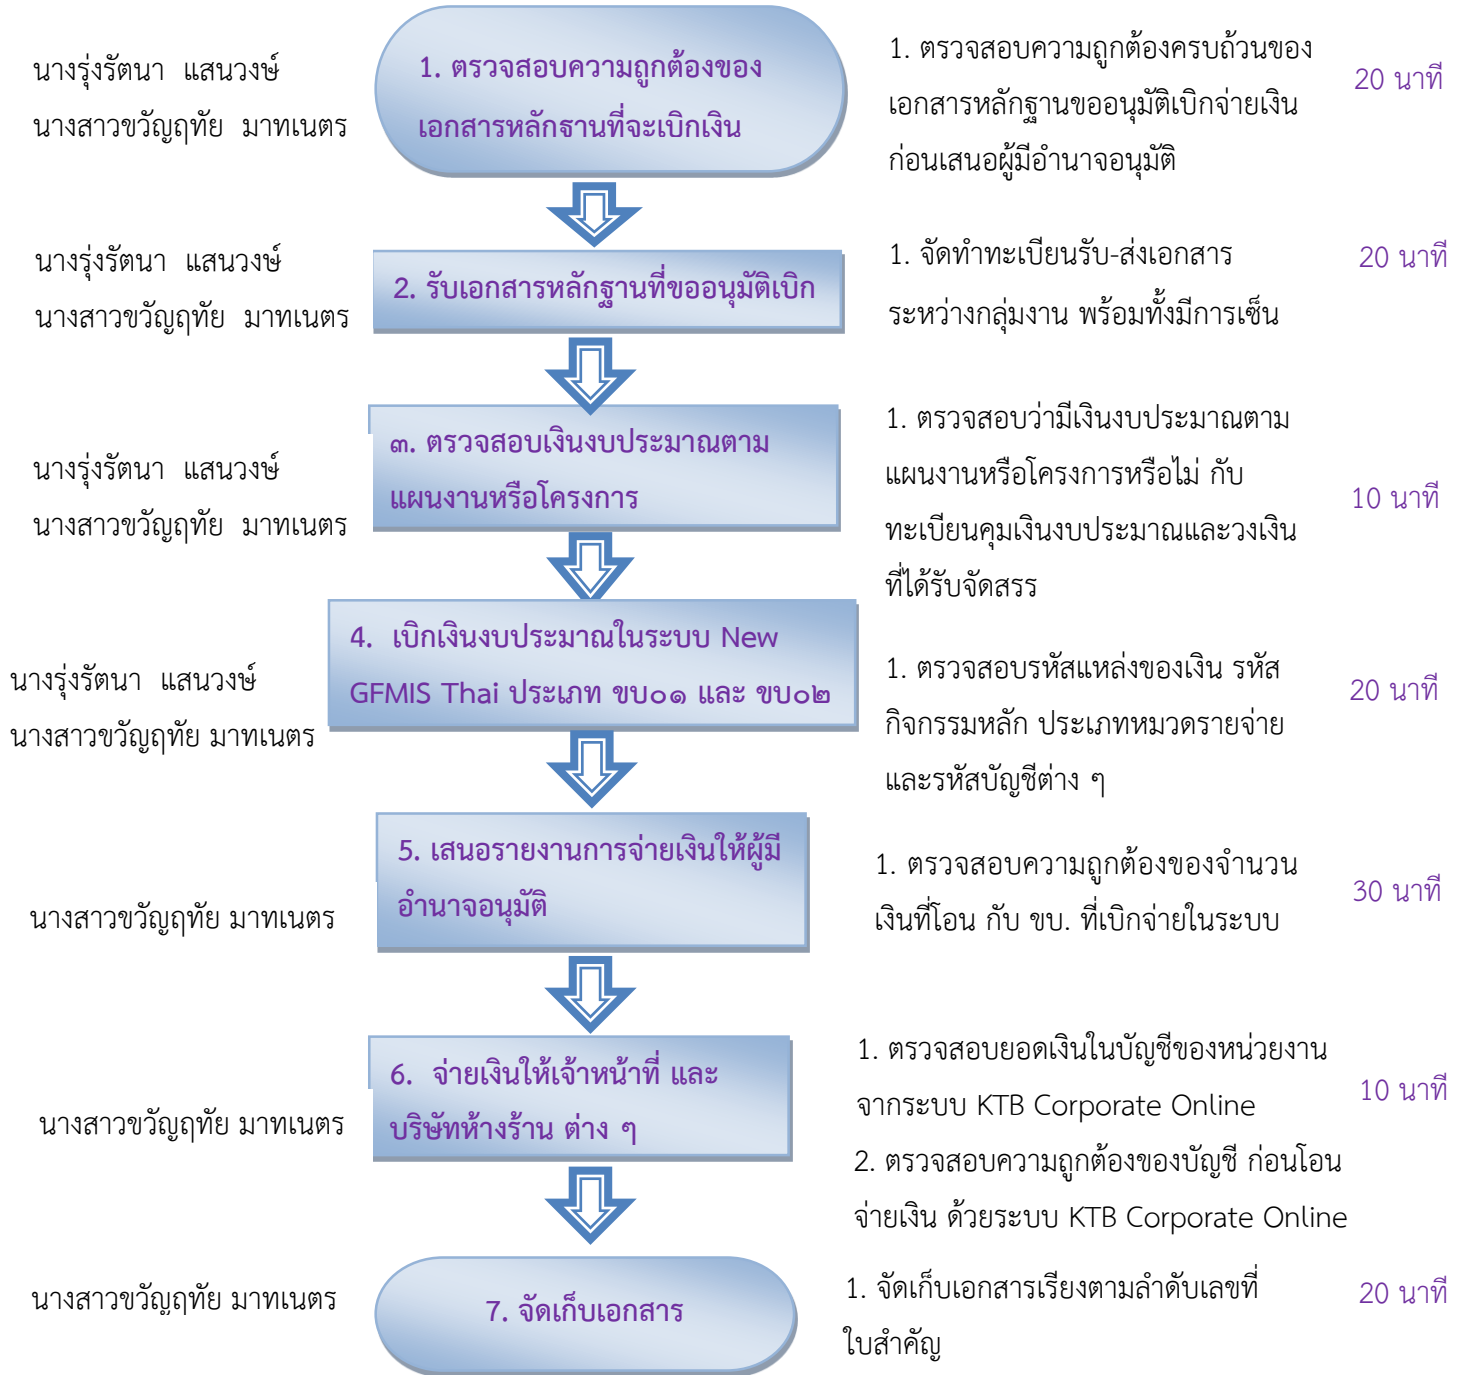 นางรุ่งรัตนา แสนวงษ์
นางสาวขวัญฤทัย มาทเนตร
1. ตรวจสอบความถูกต้องของ
เอกสารหลักฐานที่จะเบิกเงิน
1. ตรวจสอบความถูกต้องครบถ้วนของ
เอกสารหลักฐานขออนุมัติเบิกจ่ายเงิน
ก่อนเสนอผู้มีอำนาจอนุมัติ
20 นาที
นางรุ่งรัตนา แสนวงษ์
นางสาวขวัญฤทัย มาทเนตร
2. รับเอกสารหลักฐานที่ขออนุมัติเบิก
1. จัดทำทะเบียนรับ-ส่งเอกสาร
ระหว่างกลุ่มงาน พร้อมทั้งมีการเซ็น
20 นาที
นางรุ่งรัตนา แสนวงษ์
นางสาวขวัญฤทัย มาทเนตร
๓. ตรวจสอบเงินงบประมาณตาม
แผนงานหรือโครงการ
1. ตรวจสอบว่ามีเงินงบประมาณตาม
แผนงานหรือโครงการหรือไม่ กับ
ทะเบียนคุมเงินงบประมาณและวงเงิน
ที่ได้รับจัดสรร
10 นาที
นางรุ่งรัตนา แสนวงษ์
นางสาวขวัญฤทัย มาทเนตร
4. เบิกเงินงบประมาณในระบบ New
GFMIS Thai ประเภท ขบ๐๑ และ ขบ๐๒
1. ตรวจสอบรหัสแหล่งของเงิน รหัส
กิจกรรมหลัก ประเภทหมวดรายจ่าย
และรหัสบัญชีต่าง ๆ
20 นาที
นางสาวขวัญฤทัย มาทเนตร
5. เสนอรายงานการจ่ายเงินให้ผู้มี
อำนาจอนุมัติ
1. ตรวจสอบความถูกต้องของจำนวน
เงินที่โอน กับ ขบ. ที่เบิกจ่ายในระบบ
30 นาที
นางสาวขวัญฤทัย มาทเนตร
6. จ่ายเงินให้เจ้าหน้าที่ และ
บริษัทห้างร้าน ต่าง ๆ
1. ตรวจสอบยอดเงินในบัญชีของหน่วยงาน
จากระบบ KTB Corporate Online
2. ตรวจสอบความถูกต้องของบัญชี ก่อนโอน
จ่ายเงิน ด้วยระบบ KTB Corporate Online
10 นาที
นางสาวขวัญฤทัย มาทเนตร
7. จัดเก็บเอกสาร
1. จัดเก็บเอกสารเรียงตามลำดับเลขที่
ใบสำคัญ
20 นาที